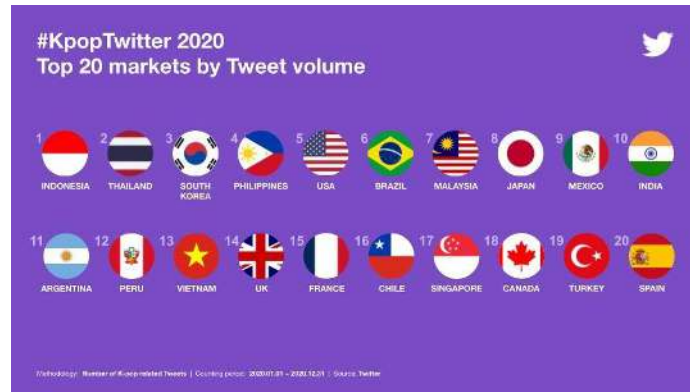 #KpopTwitter 2020
Top 20 markets by Tweet volume
1 2 3 4 5 6 7 8 9 10
INDONESIA THAILAND SOUTH KOREA PHILIPPINES USA BRAZIL MALAYSIA JAPAN MEXICO INDIA
11 12 13 14 15 16 17 18 19 20
ARGENTINA PERU VIETNAM UK FRANCE CHILE SINGAPORE CANADA TURKEY SPAIN
Methodology: Number of K-pop related Tweets | Counting period: 2020.01.01 ~ 2020.12.31 | Source: Twitter